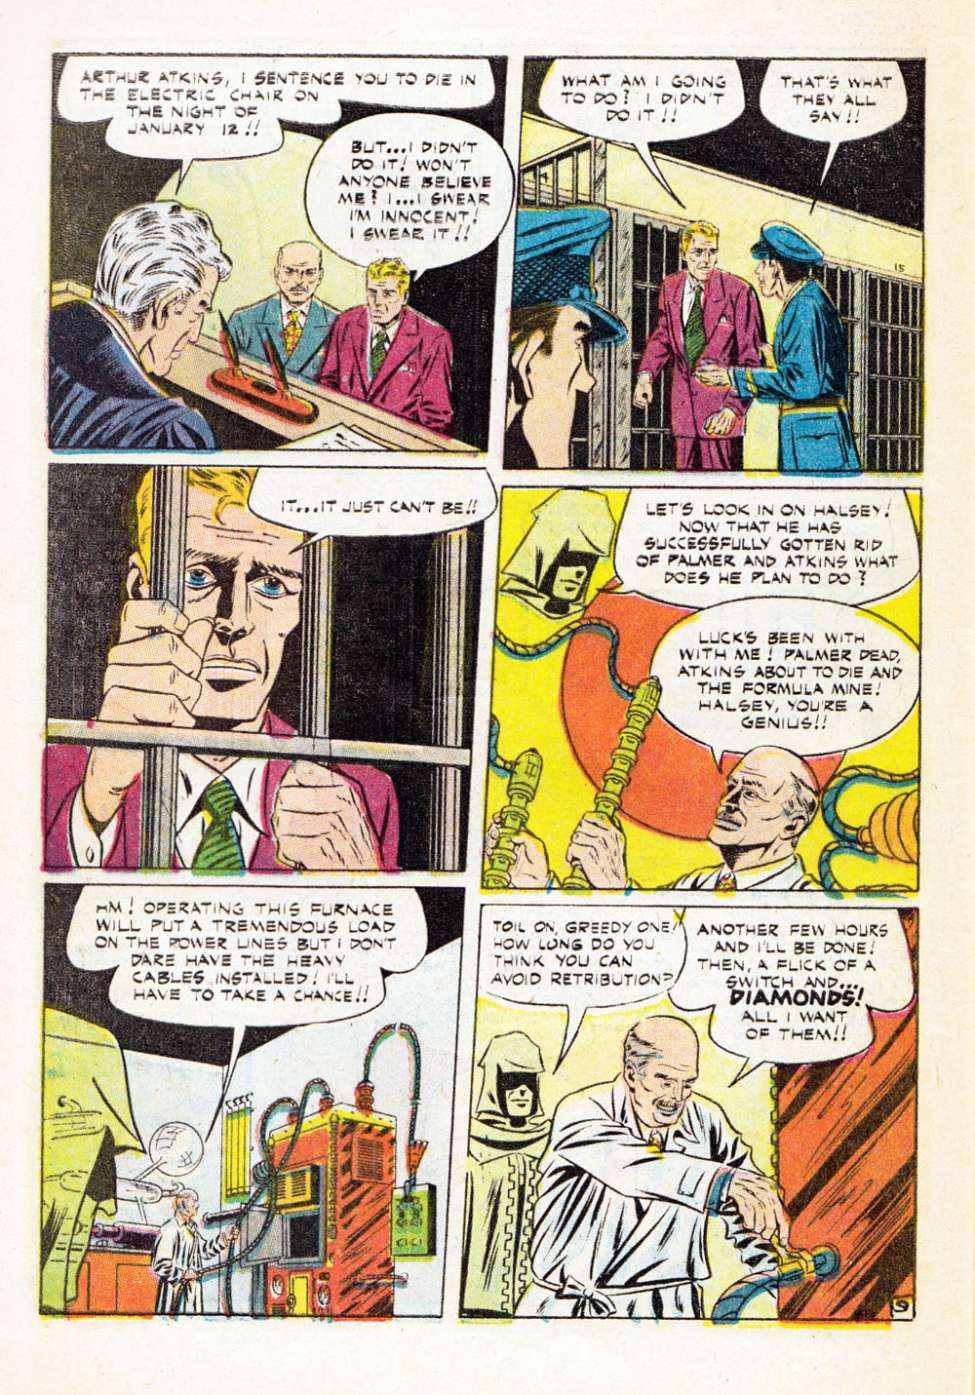 ARTHUR ATKINS, I SENTENCE YOU TO DIE IN
THE ELECTRIC CHAIR ON
THE NIGHT OF
JANUARY 12!!
BUT...I DIDN'T
DO IT! WON'T
ANYONE BELIEVE
ME? I...I SWEAR
I'M INNOCENT!
I SWEAR IT!!
WHAT AM I GOING
TO DO? I DIDN'T
DO IT!!
THAT'S WHAT
THEY ALL
SAY!!
15
IT...IT JUST CAN'T BE!!
LET'S LOOK IN ON HALSEY!
NOW THAT HE HAS
SUCCESSFULLY GOTTEN RID
OF PALMER AND ATKINS WHAT
DOES HE PLAN TO DO?
LUCK'S BEEN WITH
WITH ME! PALMER DEAD,
ATKINS ABOUT TO DIE AND
THE FORMULA MINE!
HALSEY, YOU'RE A
GENIUS!!
HM! OPERATING THIS FURNACE
WILL PUT A TREMENDOUS LOAD
ON THE POWER LINES BUT I DON'T
DARE HAVE THE HEAVY
CABLES INSTALLED! I'LL
HAVE TO TAKE A CHANCE!!
TOIL ON, GREEDY ONE!
HOW LONG DO YOU
THINK YOU CAN
AVOID RETRIBUTION?
ANOTHER FEW HOURS
AND I'LL BE DONE!
THEN, A FLICK OF A
SWITCH AND...
DIAMONDS!
ALL I WANT
OF THEM!!
9